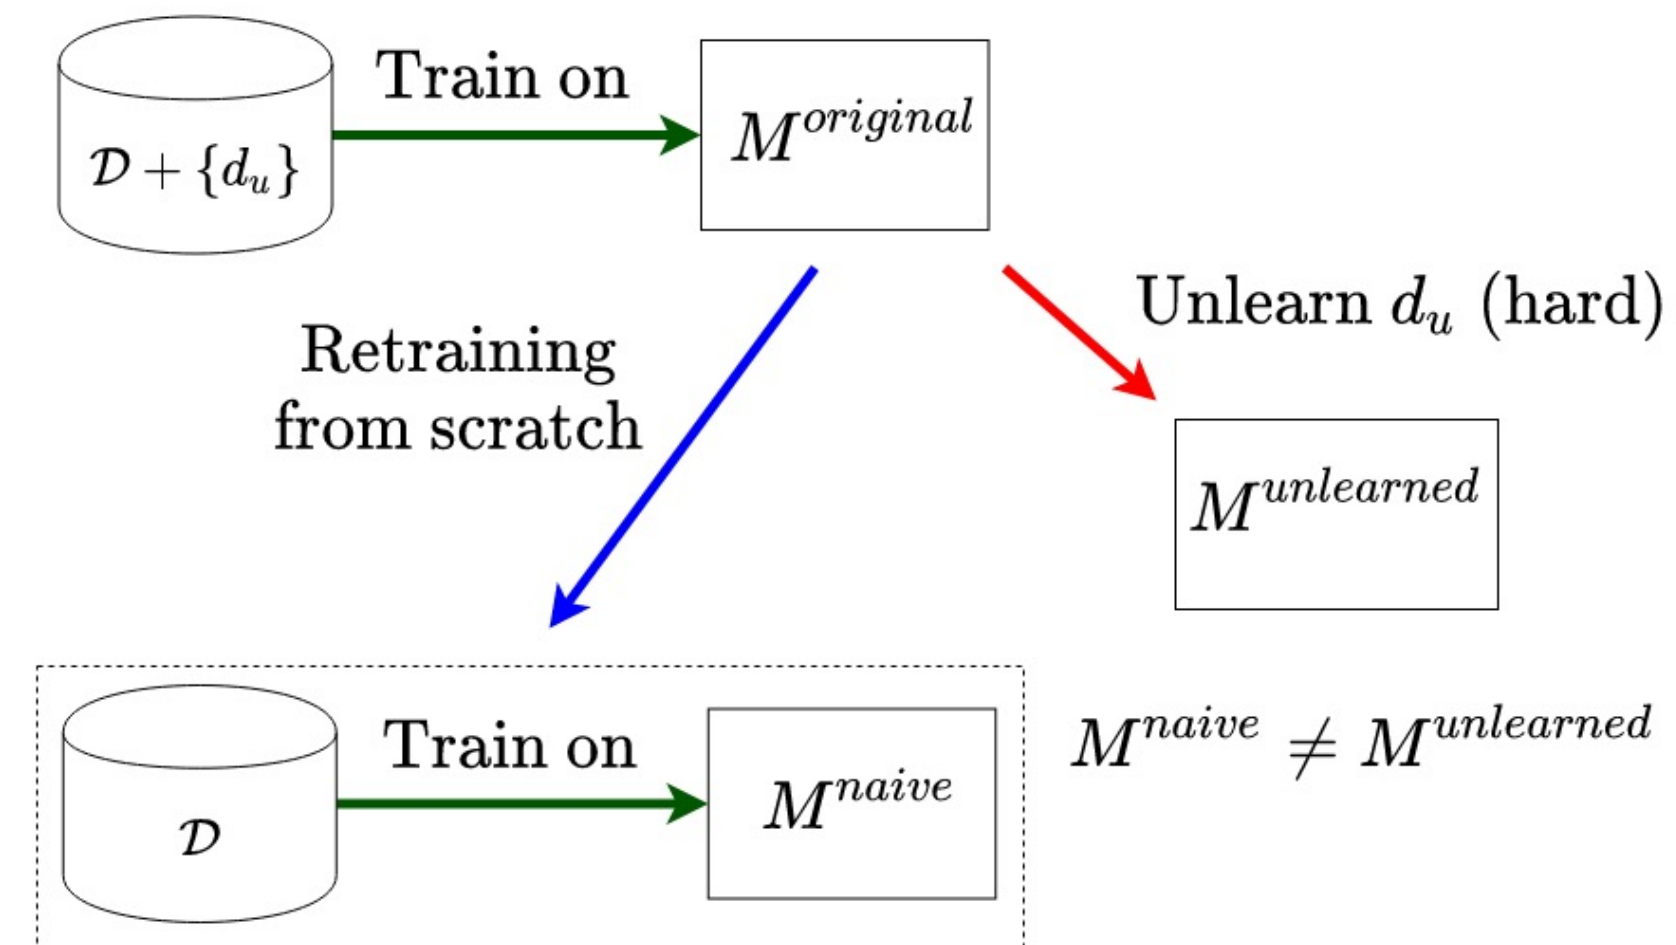 Train on
𝒟 + {d_u}
M^{original}
Unlearn d_u (hard)
Retraining
from scratch
M^{unlearned}
Train on
𝒟
M^{naive}
M^{naive} ≠ M^{unlearned}